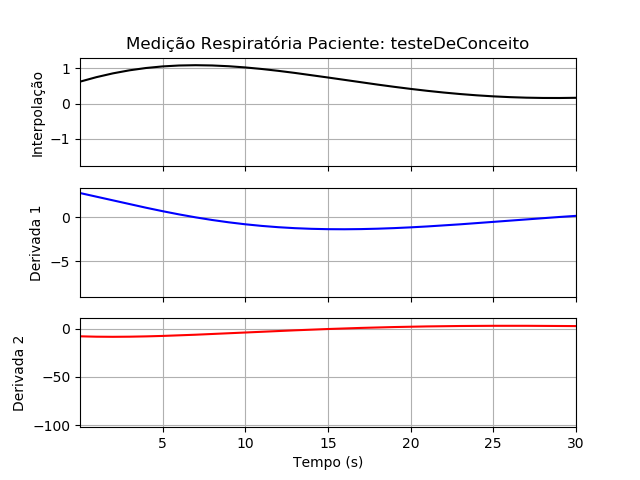 Medição Respiratória Paciente: testeDeConceito
Interpolação
1
0
−1
Derivada 1
0
−5
Derivada 2
0
−50
−100
5 10 15 20 25 30
Tempo (s)